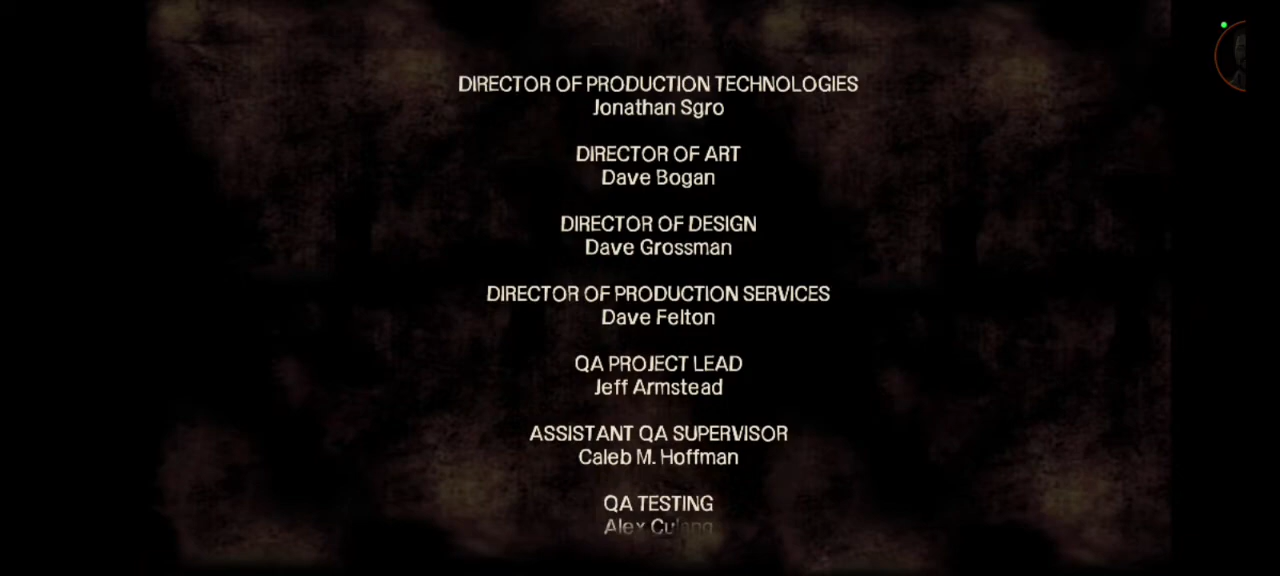 DIRECTOR OF PRODUCTION TECHNOLOGIES
Jonathan Sgro
DIRECTOR OF ART
Dave Bogan
DIRECTOR OF DESIGN
Dave Grossman
DIRECTOR OF PRODUCTION SERVICES
Dave Felton
QA PROJECT LEAD
Jeff Armstead
ASSISTANT QA SUPERVISOR
Caleb M. Hoffman
QA TESTING
Alex